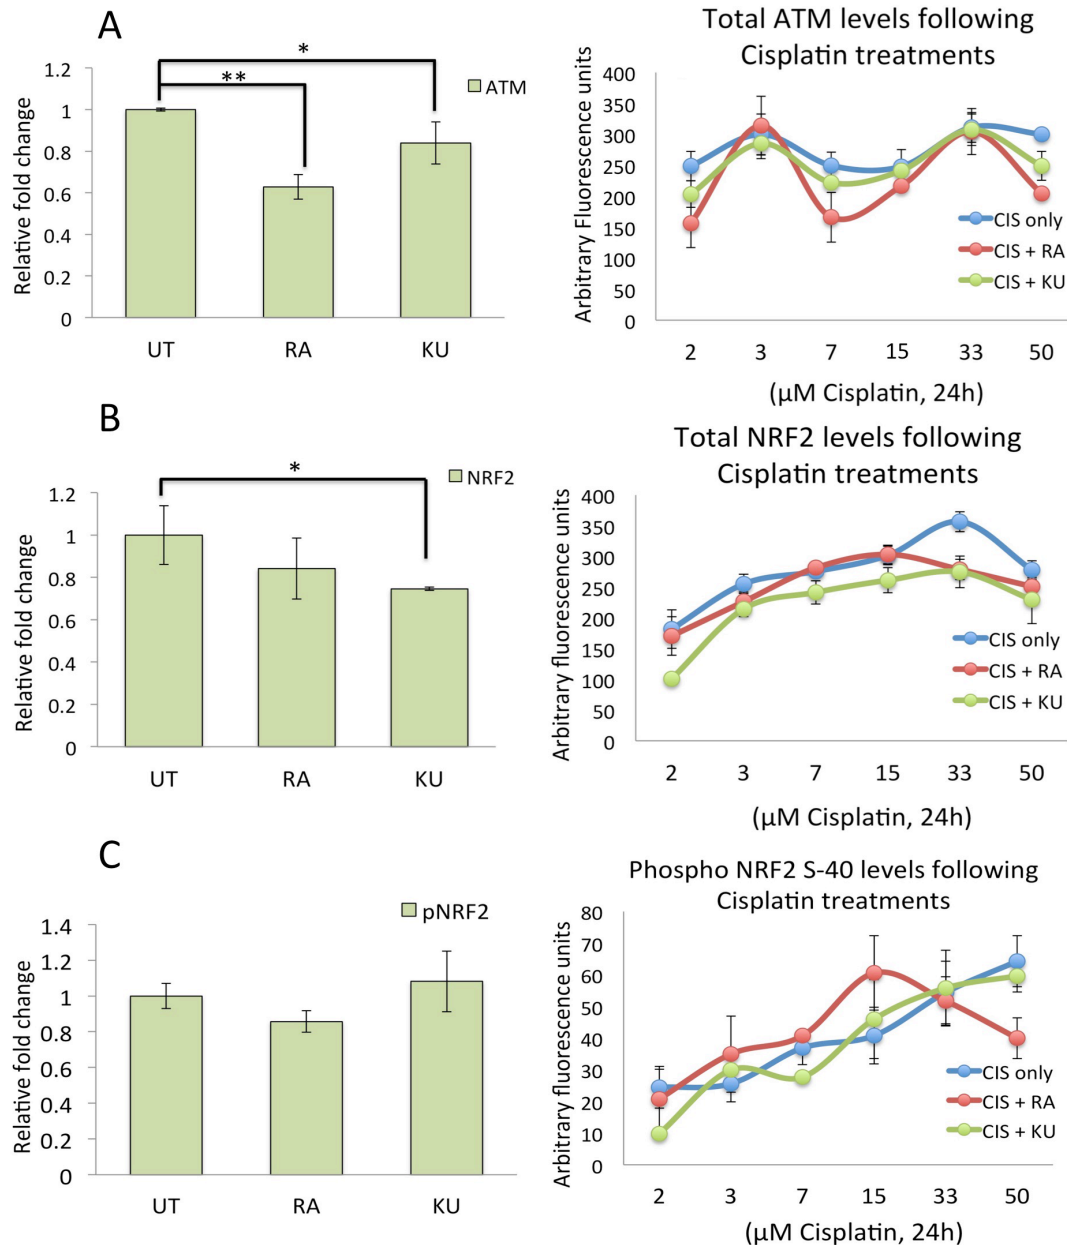 A
1.2
1
0.8
0.6
0.4
0.2
0
Relative fold change
*
**
ATM
UT RA KU
Total ATM levels following
Cisplatin treatments
400
350
300
250
200
150
100
50
0
Arbitrary Fluorescence units
CIS only
CIS + RA
CIS + KU
2 3 7 15 33 50
(µM Cisplatin, 24h)
B
1.2
1
0.8
0.6
0.4
0.2
0
Relative fold change
*
NRF2
UT RA KU
Total NRF2 levels following
Cisplatin treatments
400
350
300
250
200
150
100
50
0
Arbitrary fluorescence units
CIS only
CIS + RA
CIS + KU
2 3 7 15 33 50
(µM Cisplatin, 24h)
C
1.4
1.2
1
0.8
0.6
0.4
0.2
0
Relative fold change
pNRF2
UT RA KU
Phospho NRF2 S-40 levels following
Cisplatin treatments
80
70
60
50
40
30
20
10
0
Arbitrary fluorescence units
CIS only
CIS + RA
CIS + KU
2 3 7 15 33 50
(µM Cisplatin, 24h)